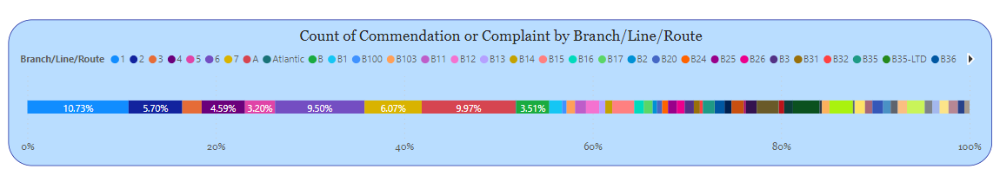 Count of Commendation or Complaint by Branch/Line/Route
Branch/Line/Route 1 2 3 4 5 6 7 A Atlantic B B1 B100 B103 B11 B12 B13 B14 B15 B16 B17 B2 B20 B24 B25 B26 B3 B31 B32 B35 B35-LTD B36
10.73% 5.70% 4.59% 3.20% 9.50% 6.07% 9.97% 3.51%
0% 20% 40% 60% 80% 100%